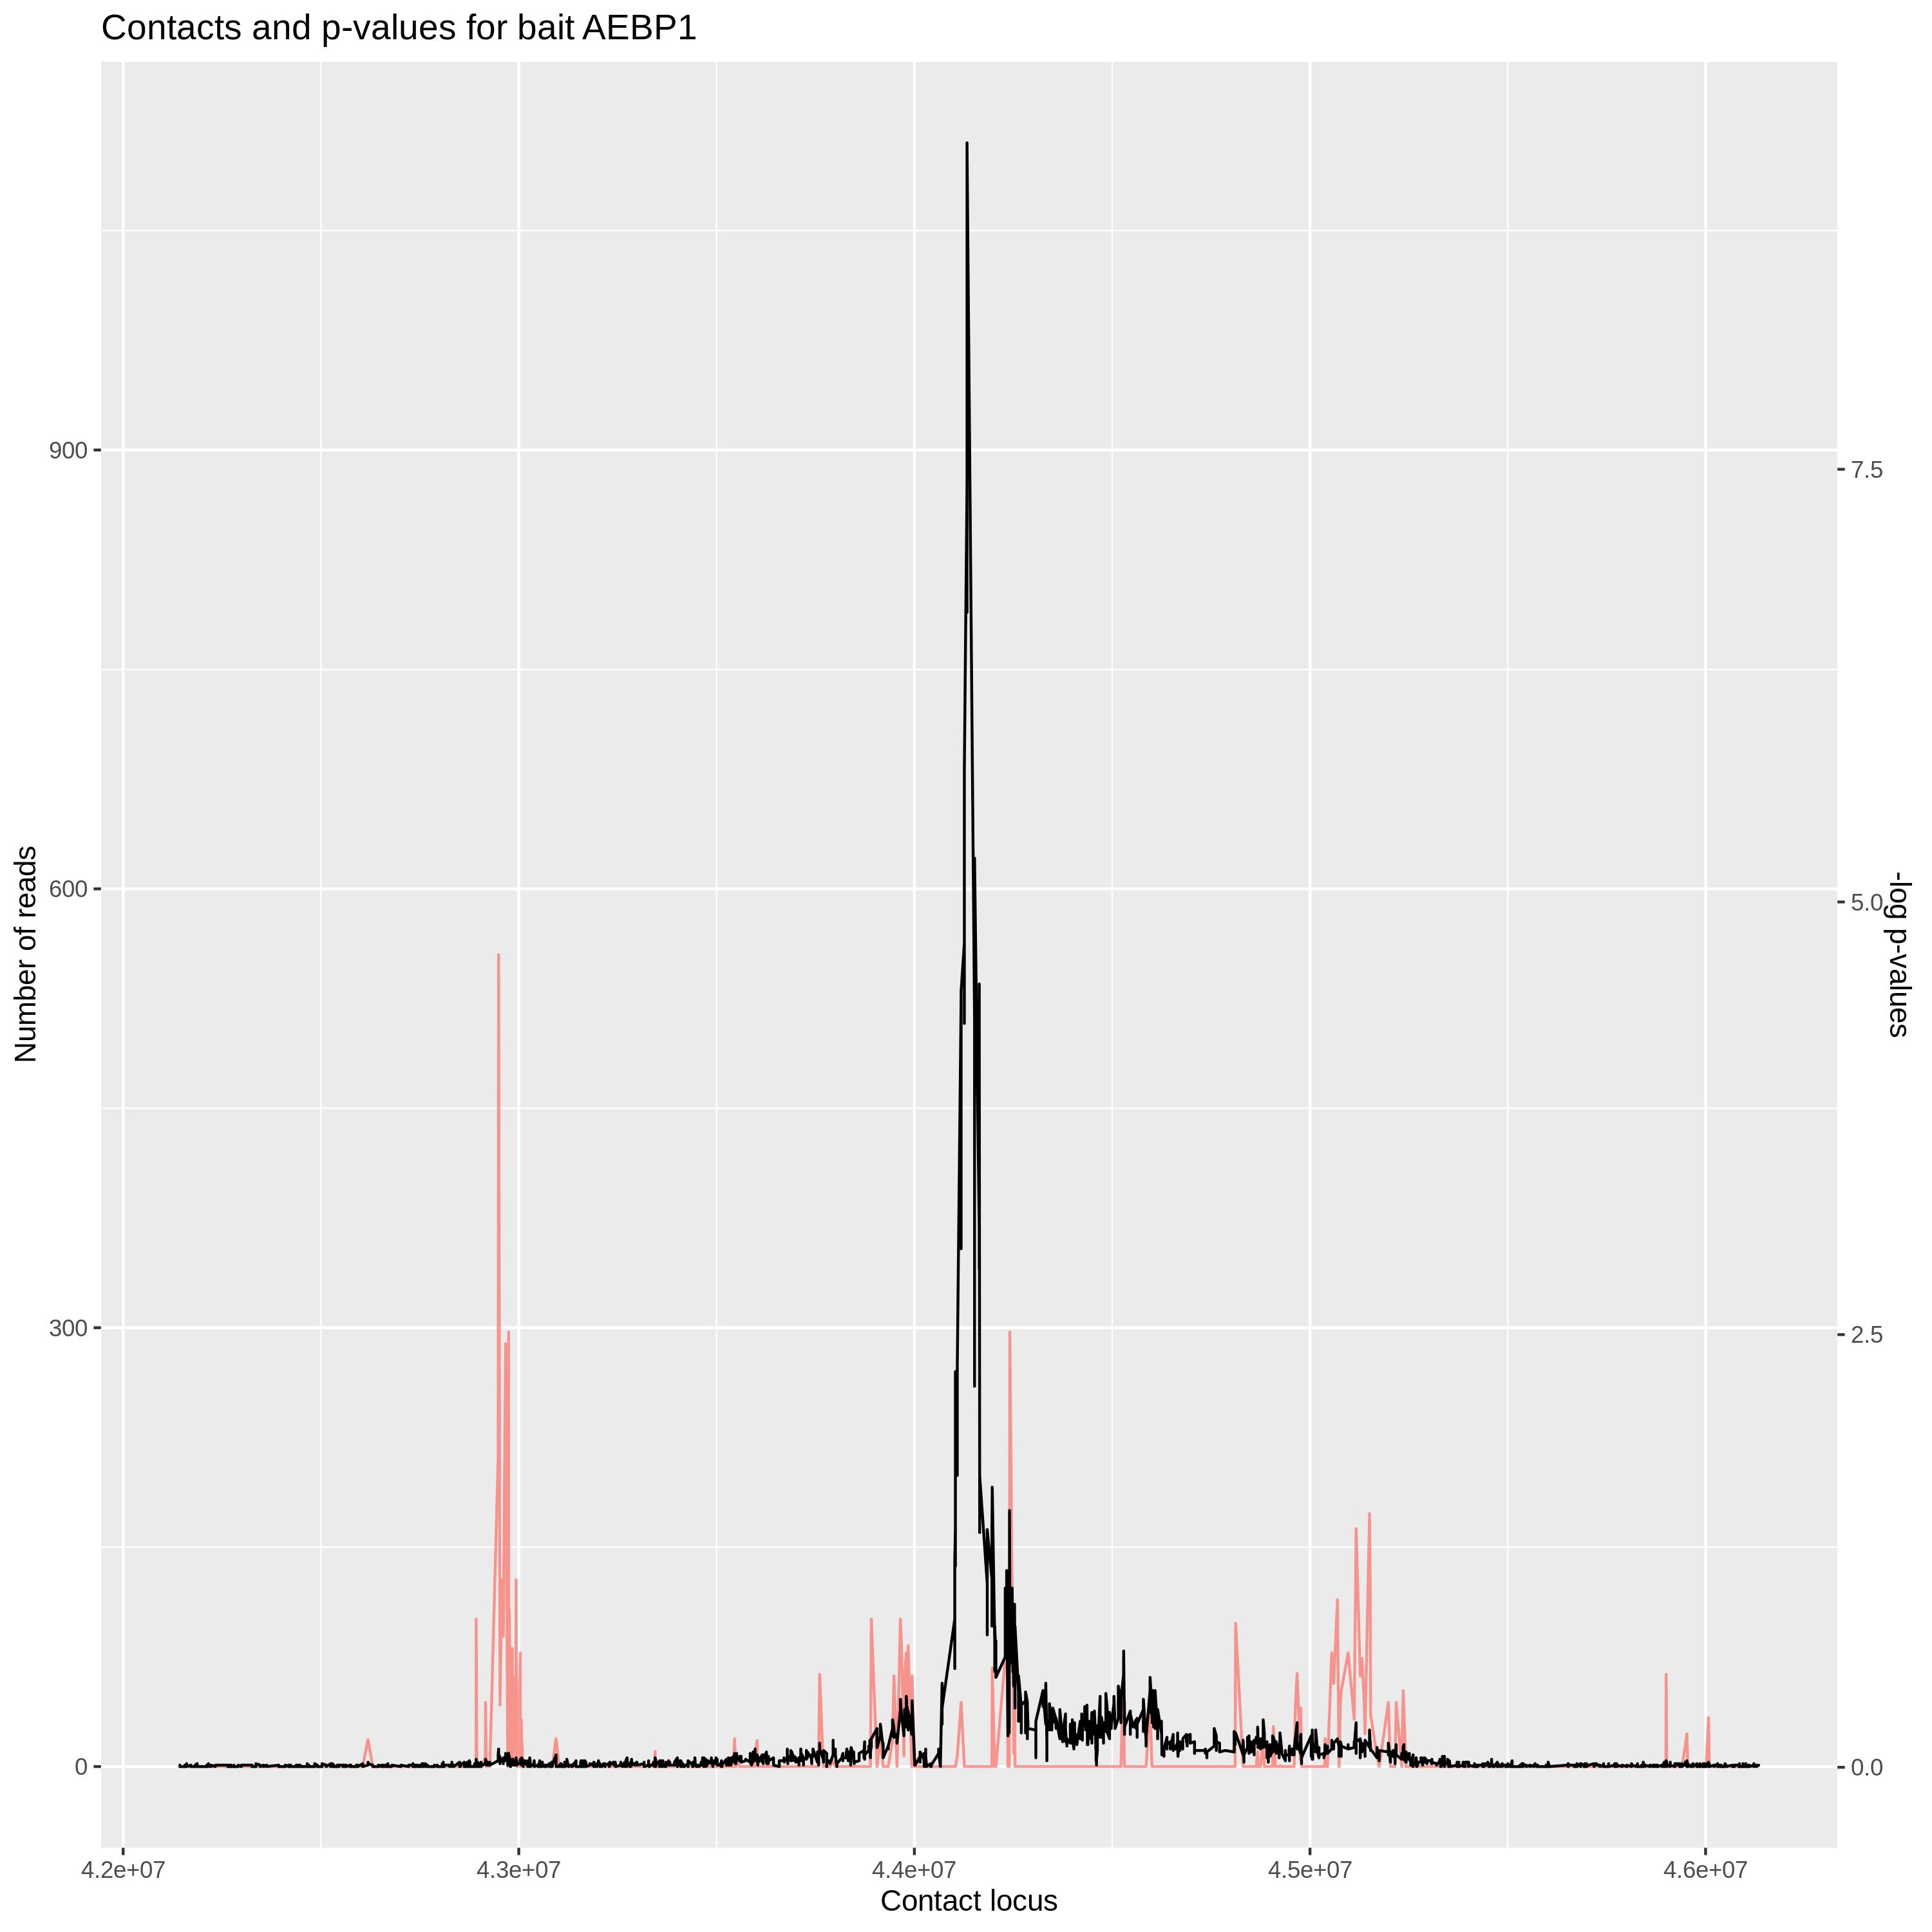 Contacts and p-values for bait AEBP1
Number of reads
900
600
300
0
7.5
5.0
2.5
0.0
-log p-values
4.2e+07 4.3e+07 4.4e+07 4.5e+07 4.6e+07
Contact locus